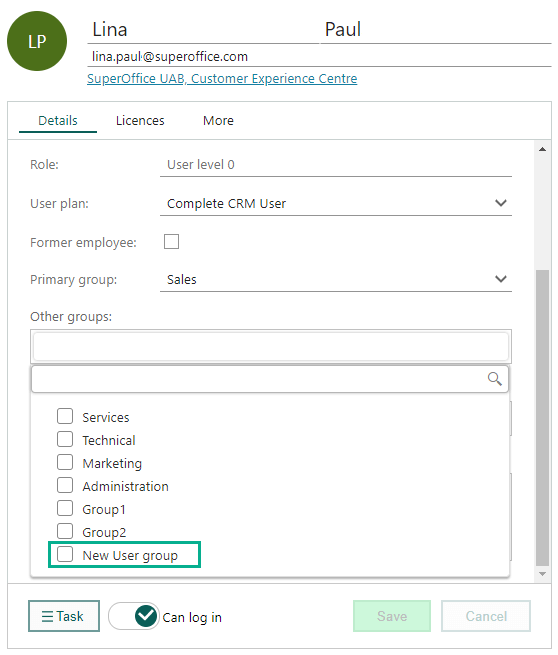 LP
Lina Paul
lina.paul@superoffice.com
SuperOffice UAB, Customer Experience Centre
Details Licences More
Role: User level 0
User plan: Complete CRM User
Former employee:
Primary group: Sales
Other groups:
Services
Technical
Marketing
Administration
Group1
Group2
New User group
Task Can log in Save Cancel